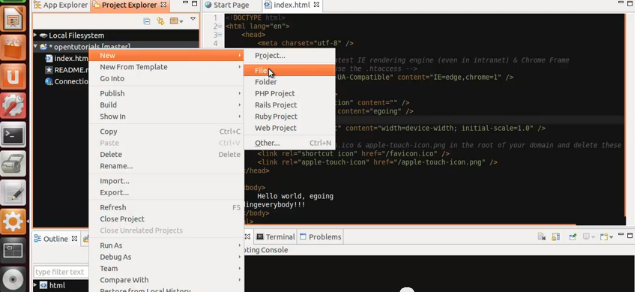 App Explorer
Project Explorer
Start Page
index.html
Local Filesystem
* opentutorials [master]
index.htm
README.m
Connectio
New
New From Template
Go Into
Publish
Build
Show In
Copy Ctrl+C
Paste Ctrl+V
Delete Delete
Rename...
Import...
Export...
Refresh F5
Close Project
Close Unrelated Projects
Run As
Debug As
Team
Compare With
Restore from Local History
Project...
File
Folder
PHP Project
Rails Project
Ruby Project
Web Project
Other... Ctrl+N
1 <!DOCTYPE html>
2 <html lang="en">
3 <head>
4 <meta charset="utf-8" />
test IE rendering engine (even in intranet) & Chrome Frame
se the .htaccess -->
-UA-Compatible" content="IE=edge,chrome=1" />
tion" content="" />
" content="egoing" />
" content="width=device-width; initial-scale=1.0" />
.ico & apple-touch-icon.png in the root of your domain and delete these
<link rel="shortcut icon" href="/favicon.ico" />
<link rel="apple-touch-icon" href="/apple-touch-icon.png" />
/head>
body>
Hello world, egoing
ingeverybody!!!
/body>
Outline
Terminal
Problems
ting Console
type filter text
html